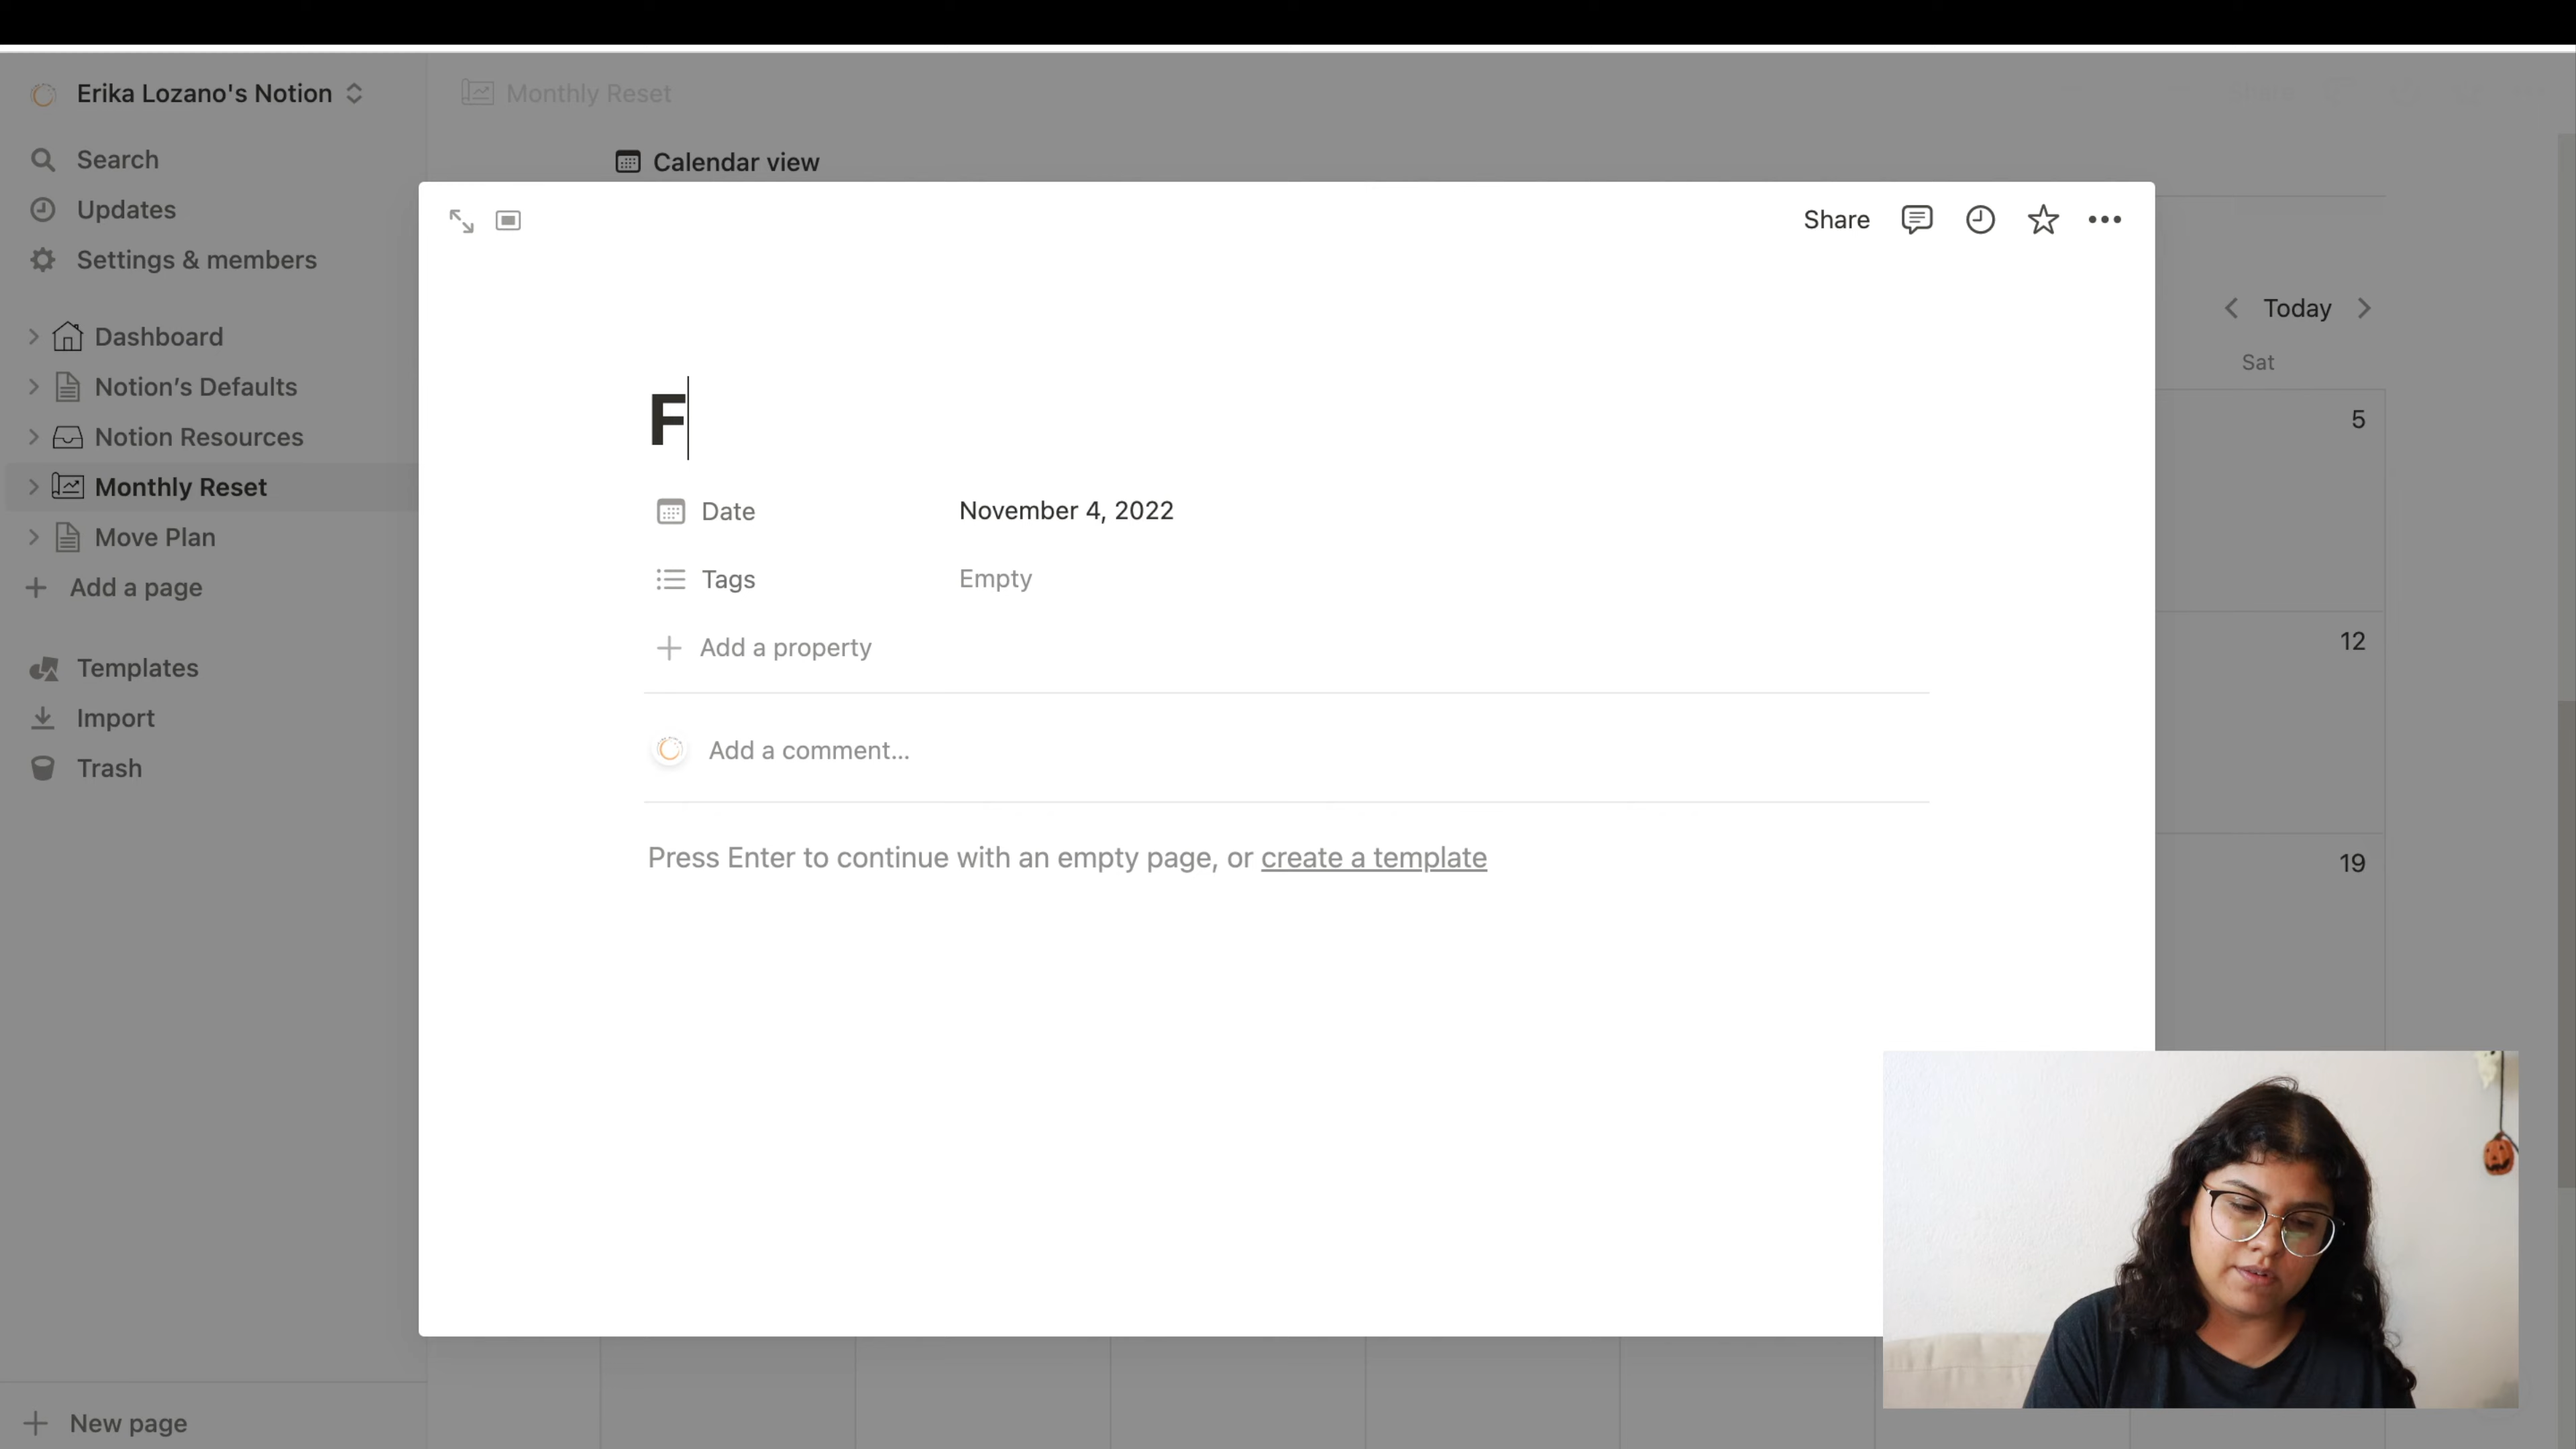 Erika Lozano's Notion
Search
Updates
Settings & members
Dashboard
Notion's Defaults
Notion Resources
Monthly Reset
Move Plan
Add a page
Templates
Import
Trash
New page
Monthly Reset
Calendar view
Share
F
Date November 4, 2022
Tags Empty
Add a property
Add a comment...
Press Enter to continue with an empty page, or create a template
Today
Sat
5
12
19